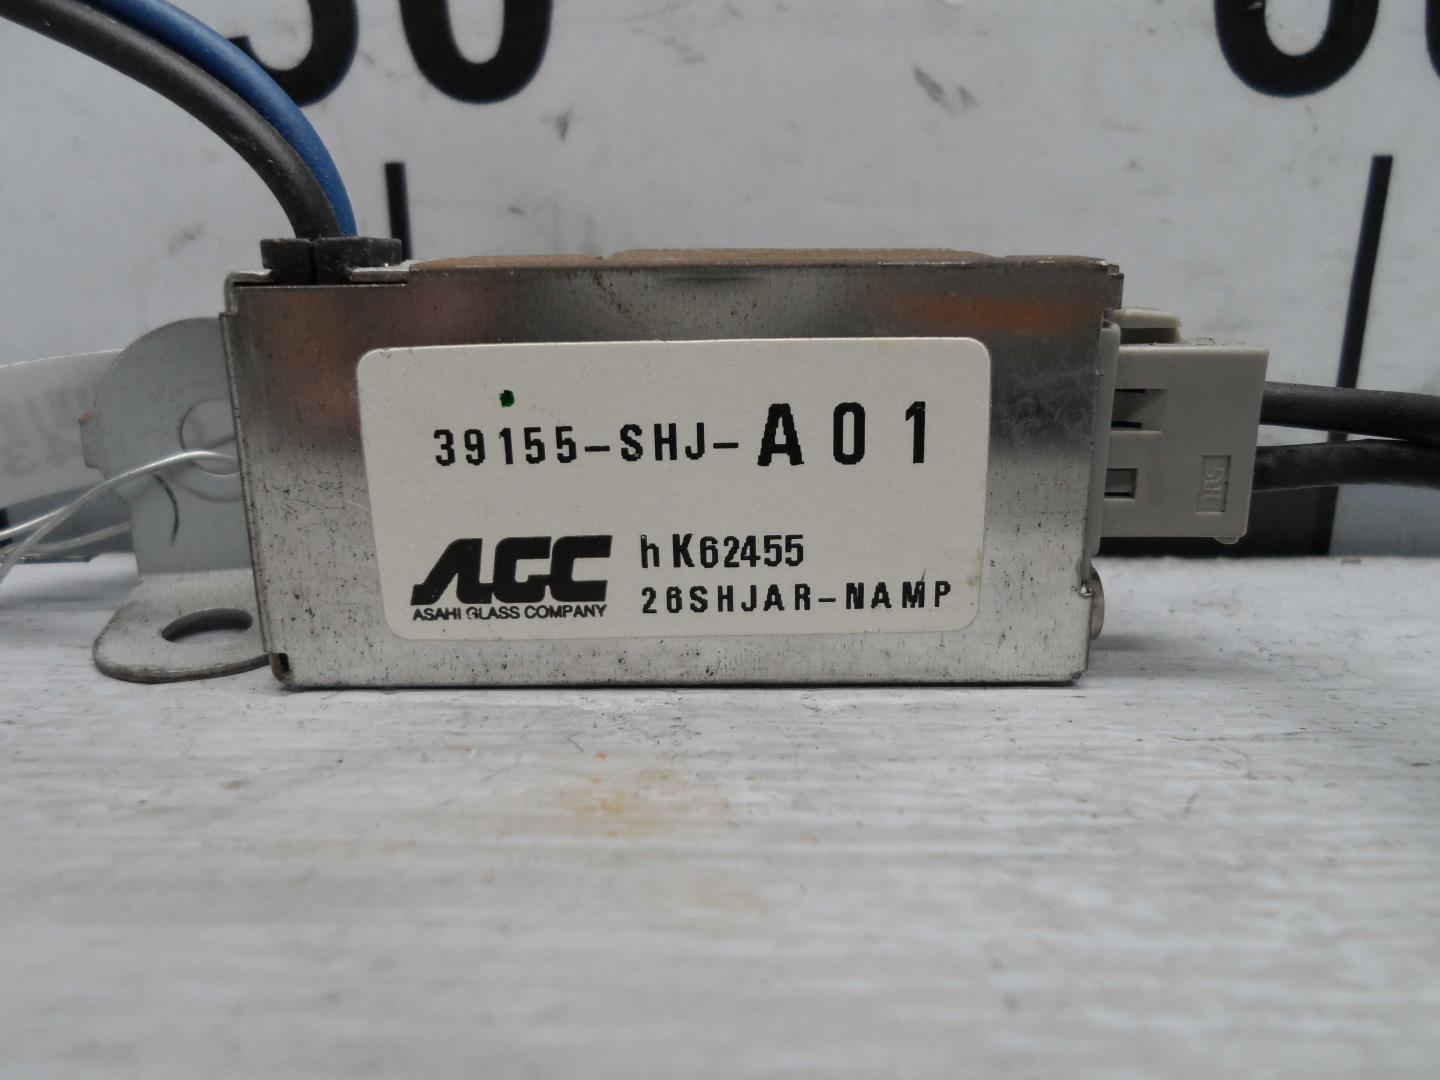 39155-SHJ-A01
AGC
ASAHI GLASS COMPANY
hK62455
26SHJAR-NAMP